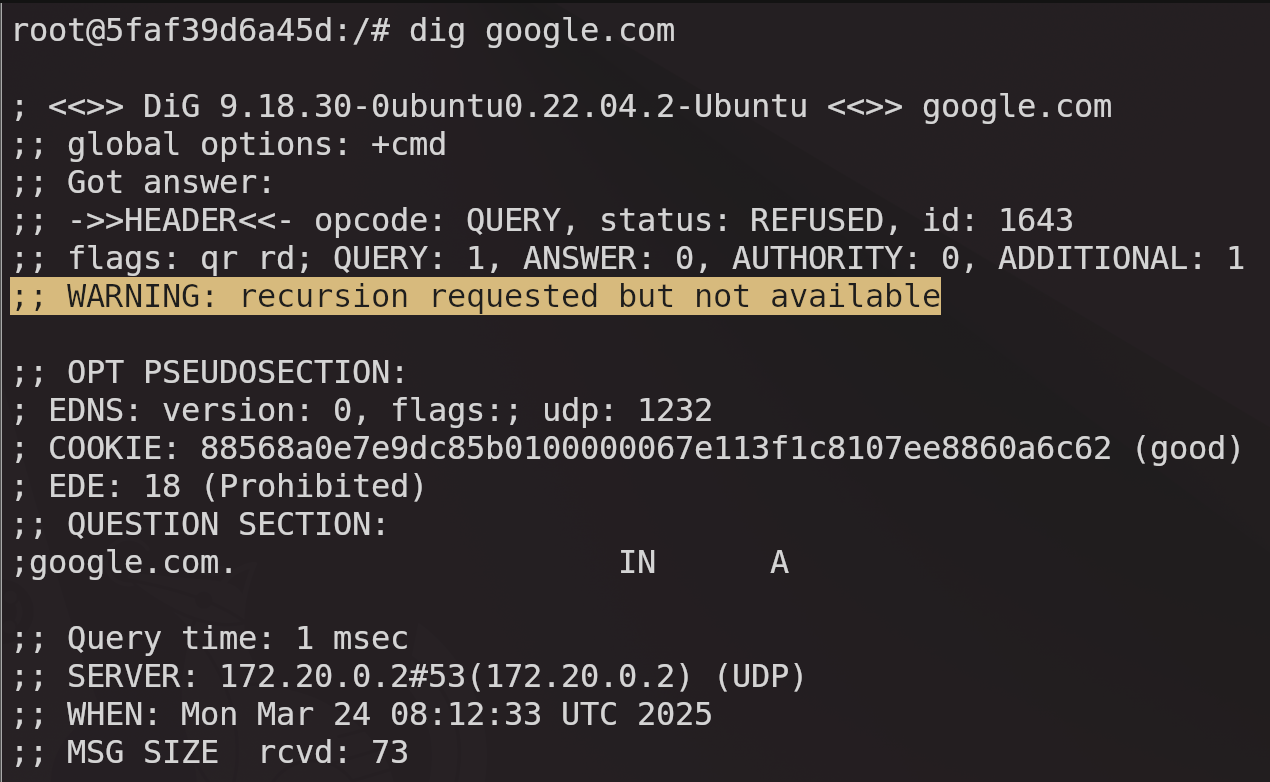 root@5faf39d6a45d:/# dig google.com
; <<>> DiG 9.18.30-0ubuntu0.22.04.2-Ubuntu <<>> google.com
;; global options: +cmd
;; Got answer:
;; ->>HEADER<<- opcode: QUERY, status: REFUSED, id: 1643
;; flags: qr rd; QUERY: 1, ANSWER: 0, AUTHORITY: 0, ADDITIONAL: 1
;; WARNING: recursion requested but not available
;; OPT PSEUDOSECTION:
; EDNS: version: 0, flags:; udp: 1232
; COOKIE: 88568a0e7e9dc85b0100000067e113f1c8107ee8860a6c62 (good)
; EDE: 18 (Prohibited)
;; QUESTION SECTION:
;google.com. IN A
;; Query time: 1 msec
;; SERVER: 172.20.0.2#53(172.20.0.2) (UDP)
;; WHEN: Mon Mar 24 08:12:33 UTC 2025
;; MSG SIZE  rcvd: 73